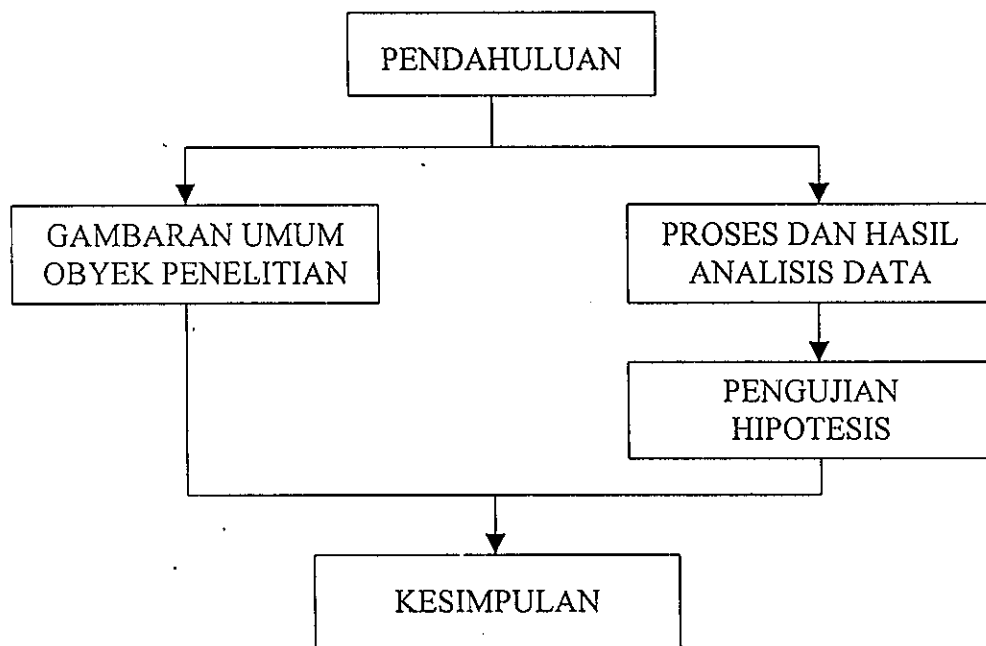 PENDAHULUAN
GAMBARAN UMUM
OBYEK PENELITIAN
PROSES DAN HASIL
ANALISIS DATA
PENGUJIAN
HIPOTESIS
KESIMPULAN